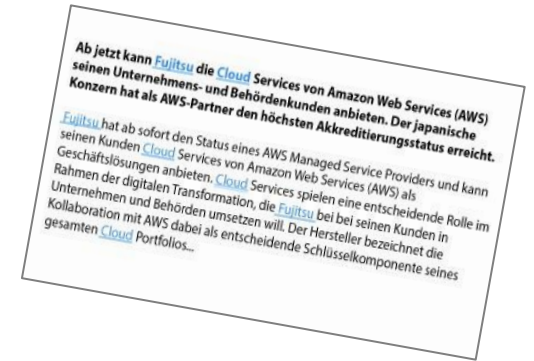 Ab jetzt kann Fujitsu die Cloud Services von Amazon Web Services (AWS)
seinen Unternehmens- und Behördenkunden anbieten. Der japanische
Konzern hat als AWS-Partner den höchsten Akkreditierungsstatus erreicht.
Fujitsu hat ab sofort den Status eines AWS Managed Service Providers und kann
seinen Kunden Cloud Services von Amazon Web Services (AWS) als
Geschäftslösungen anbieten. Cloud Services spielen eine entscheidende Rolle im
Rahmen der digitalen Transformation, die Fujitsu bei bei seinen Kunden in
Unternehmen und Behörden umsetzen will. Der Hersteller bezeichnet die
Kollaboration mit AWS dabei als entscheidende Schlüsselkomponente seines
gesamten Cloud Portfolios...